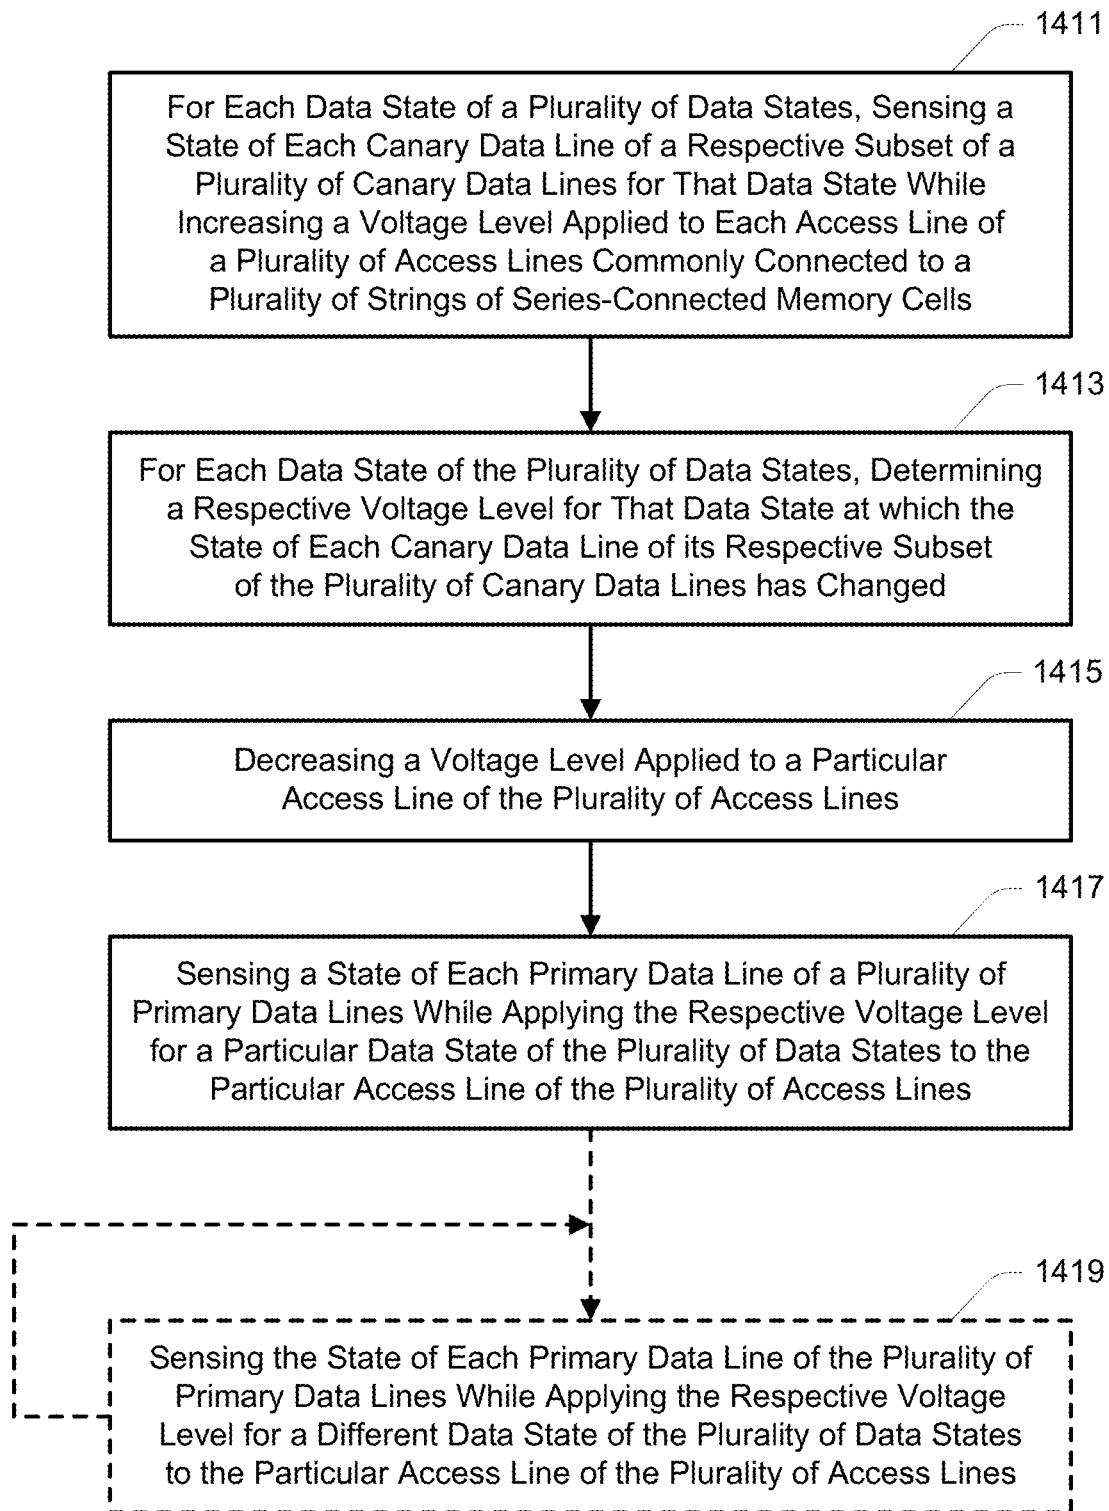 1411
For Each Data State of a Plurality of Data States, Sensing a
State of Each Canary Data Line of a Respective Subset of a
Plurality of Canary Data Lines for That Data State While
Increasing a Voltage Level Applied to Each Access Line of
a Plurality of Access Lines Commonly Connected to a
Plurality of Strings of Series-Connected Memory Cells
1413
For Each Data State of the Plurality of Data States, Determining
a Respective Voltage Level for That Data State at which the
State of Each Canary Data Line of its Respective Subset
of the Plurality of Canary Data Lines has Changed
1415
Decreasing a Voltage Level Applied to a Particular
Access Line of the Plurality of Access Lines
1417
Sensing a State of Each Primary Data Line of a Plurality of
Primary Data Lines While Applying the Respective Voltage Level
for a Particular Data State of the Plurality of Data States to the
Particular Access Line of the Plurality of Access Lines
1419
Sensing the State of Each Primary Data Line of the Plurality of
Primary Data Lines While Applying the Respective Voltage
Level for a Different Data State of the Plurality of Data States
to the Particular Access Line of the Plurality of Access Lines